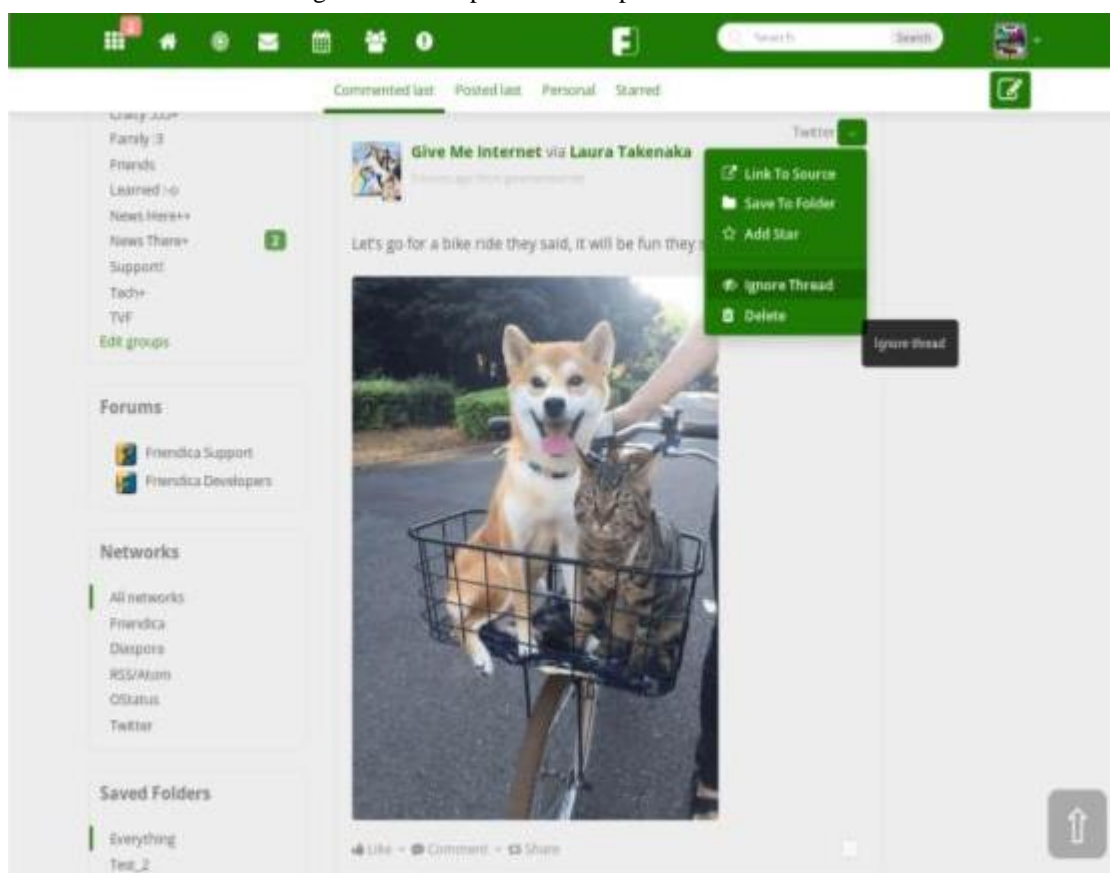 Search
Search
Commented last Posted last Personal Starred
Family :3
Friends
Learned :-o
News Here++
News There+ 2
Support!
Tech+
TVF
Edit groups
Forums
Friendica Support
Friendica Developers
Networks
All networks
Friendica
Diaspora
RSS/Atom
OStatus
Twitter
Saved Folders
Everything
Test_2
Twitter
Give Me Internet via Laura Takenaka
Let's go for a bike ride they said, it will be fun they
Link To Source
Save To Folder
Add Star
Ignore Thread
Delete
Ignore thread
Like - Comment - Share